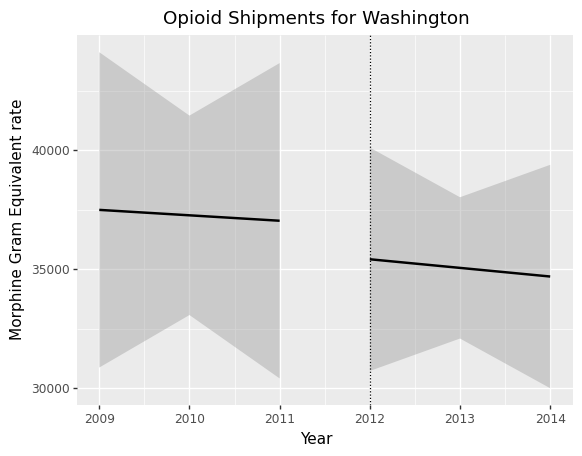 Opioid Shipments for Washington
Morphine Gram Equivalent rate
40000
35000
30000
2009 2010 2011 2012 2013 2014
Year